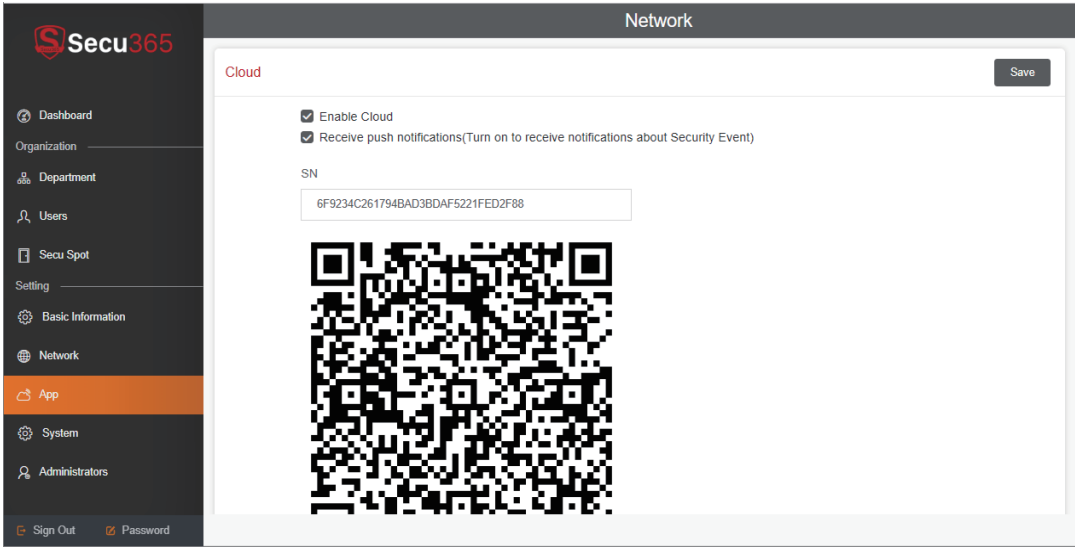 Secu365
Dashboard
Organization
Department
Users
Secu Spot
Setting
Basic Information
Network
App
System
Administrators
Sign Out
Password
Network
Cloud
Save
Enable Cloud
Receive push notifications(Turn on to receive notifications about Security Event)
SN
6F9234C261794BAD3BDAF5221FED2F88